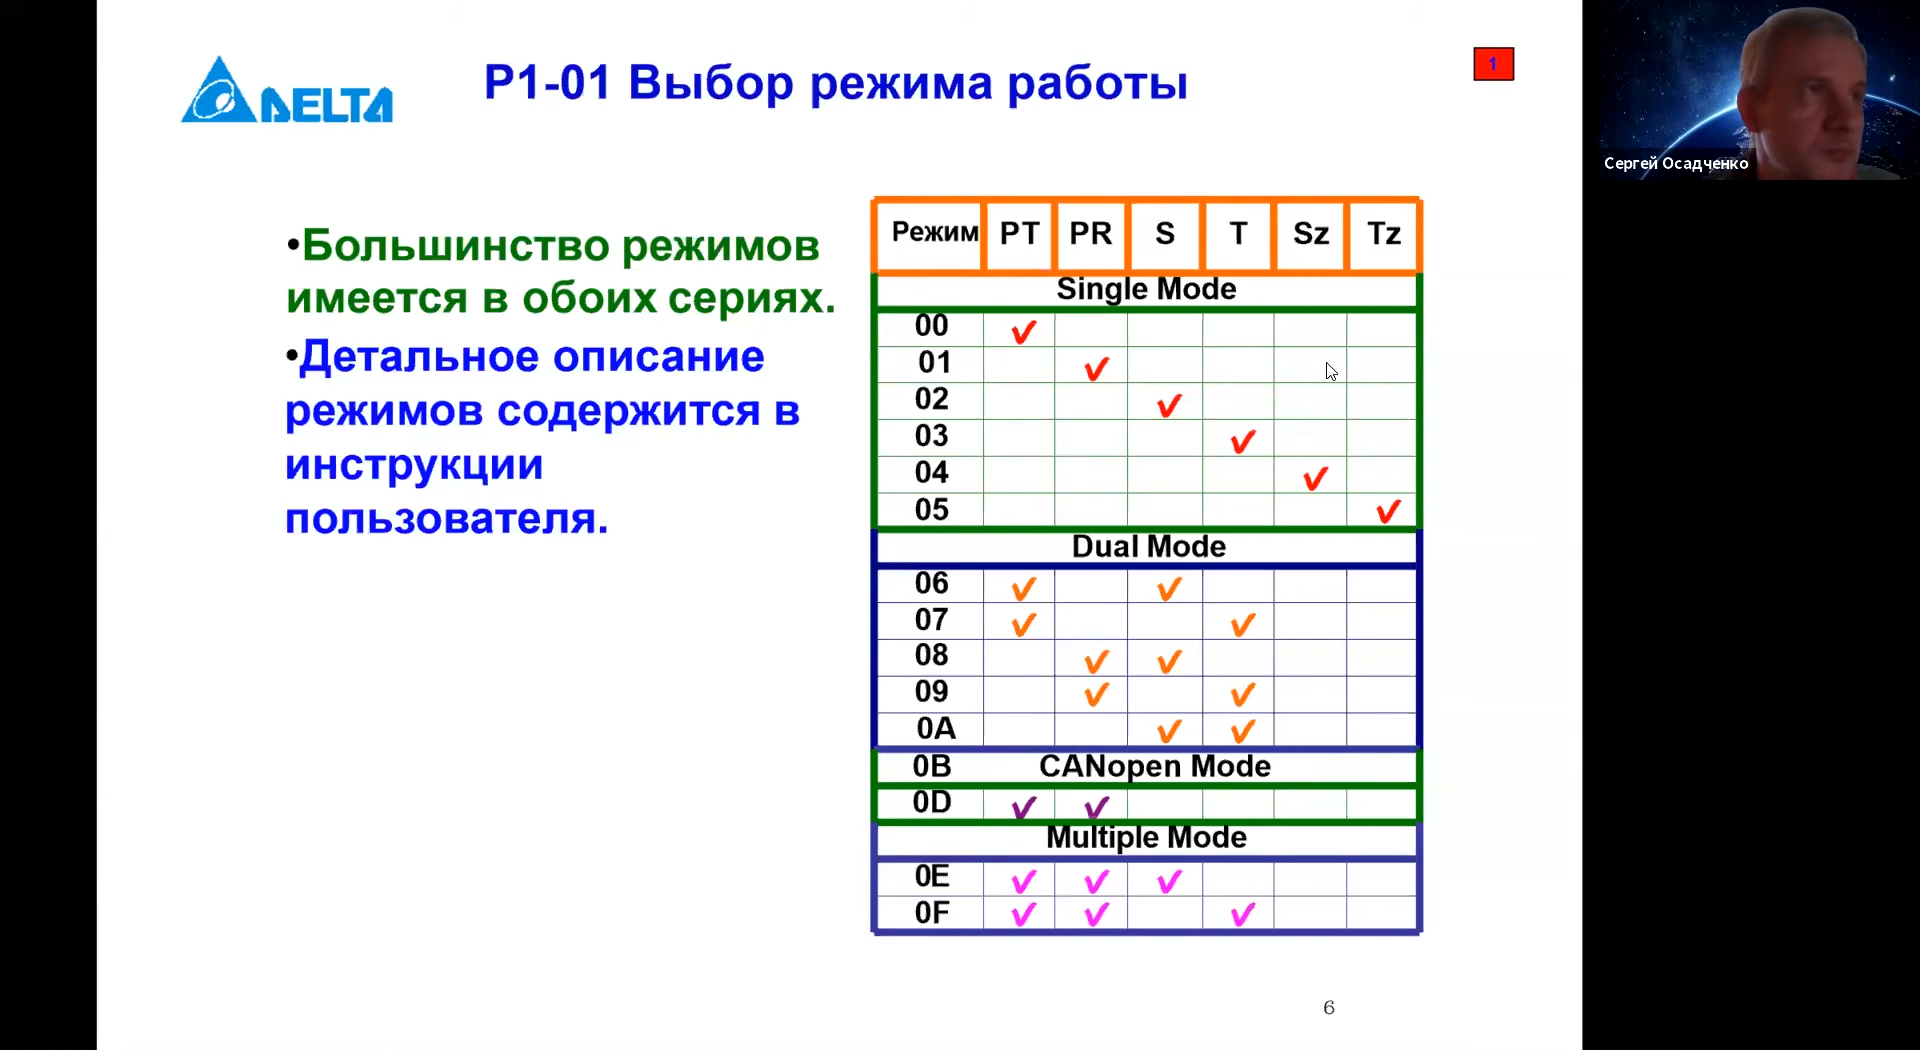 DELTA
P1-01 Выбор режима работы
1
Сергей Осадченко
•Большинство режимов
имеется в обоих сериях.
•Детальное описание
режимов содержится в
инструкции
пользователя.
Режим PT PR S T Sz Tz
Single Mode
00 ✓
01 ✓
02 ✓
03 ✓
04 ✓
05 ✓
Dual Mode
06 ✓ ✓
07 ✓ ✓
08 ✓ ✓
09 ✓ ✓
0A ✓ ✓
0B CANopen Mode
0D ✓ ✓
Multiple Mode
0E ✓ ✓ ✓
0F ✓ ✓ ✓
6